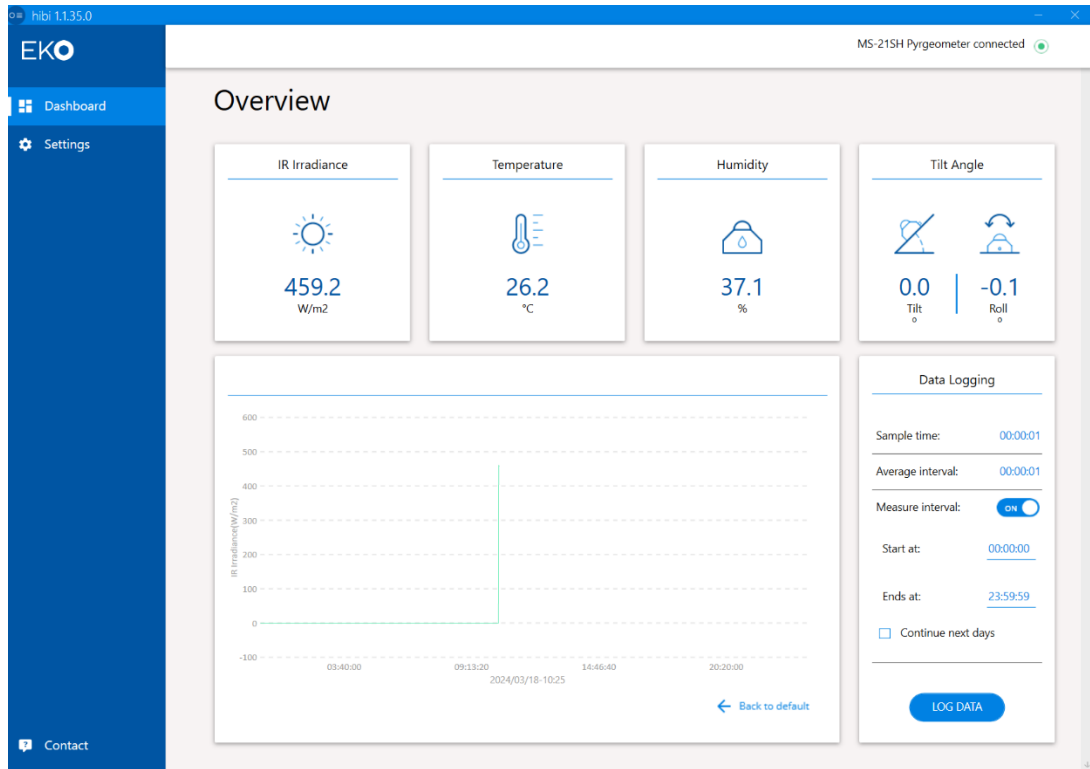 hibi 1.1.35.0
EKO
MS-21SH Pyrgeometer connected
Dashboard
Settings
Contact
Overview
IR Irradiance
459.2
W/m2
Temperature
26.2
°C
Humidity
37.1
%
Tilt Angle
0.0
Tilt
o
-0.1
Roll
o
600
500
400
300
200
100
0
-100
IR Irradiance(W/m2)
03:40:00 09:13:20 14:46:40 20:20:00
2024/03/18-10:25
Back to default
Data Logging
Sample time: 00:00:01
Average interval: 00:00:01
Measure interval: ON
Start at: 00:00:00
Ends at: 23:59:59
Continue next days
LOG DATA